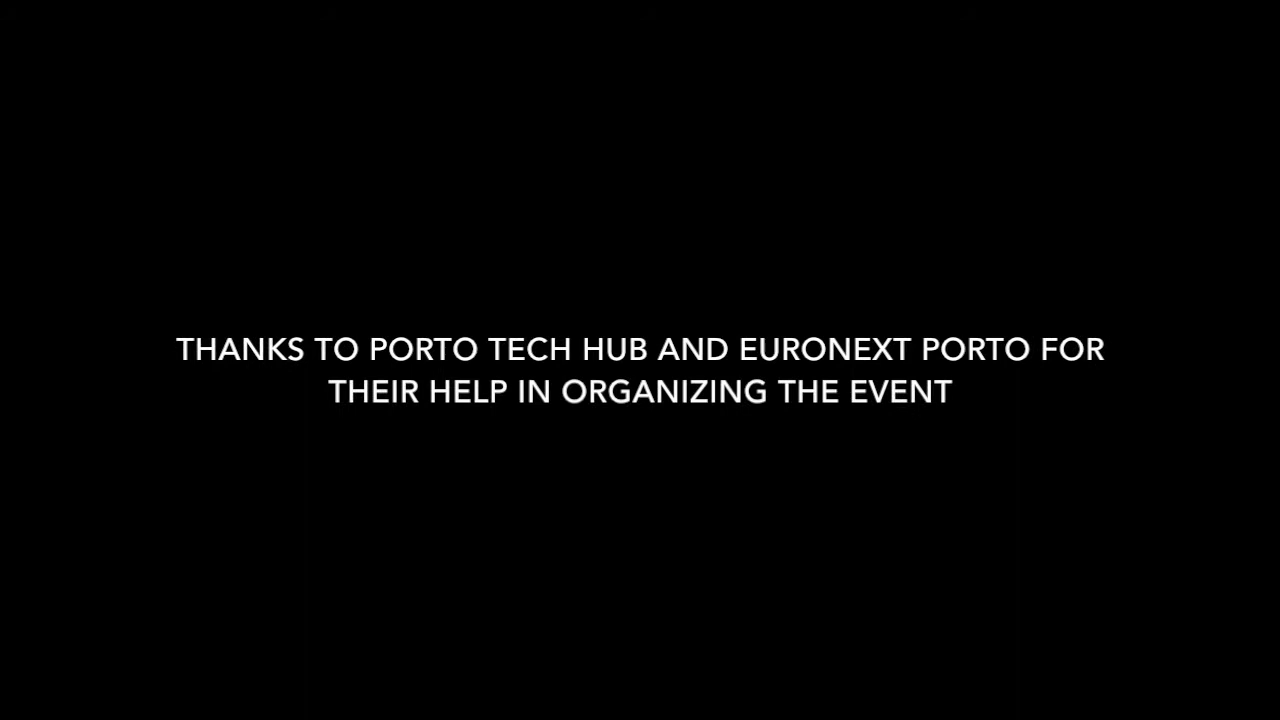 THANKS TO PORTO TECH HUB AND EURONEXT PORTO FOR
THEIR HELP IN ORGANIZING THE EVENT